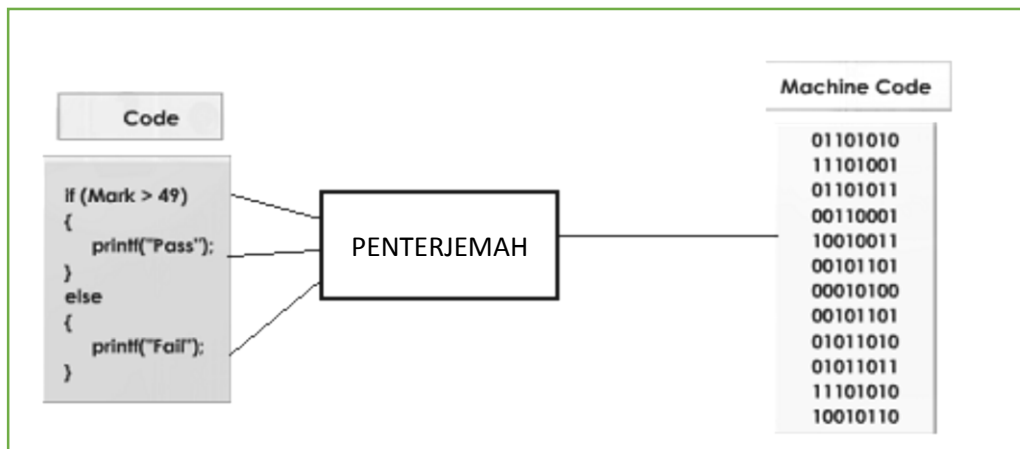 Code
if (Mark > 49)
{
printf("Pass");
}
else
{
printf("Fail");
}
PENTERJEMAH
Machine Code
01101010
11101001
01101011
00110001
10010011
00101101
00010100
00101101
01011010
01011011
11101010
10010110